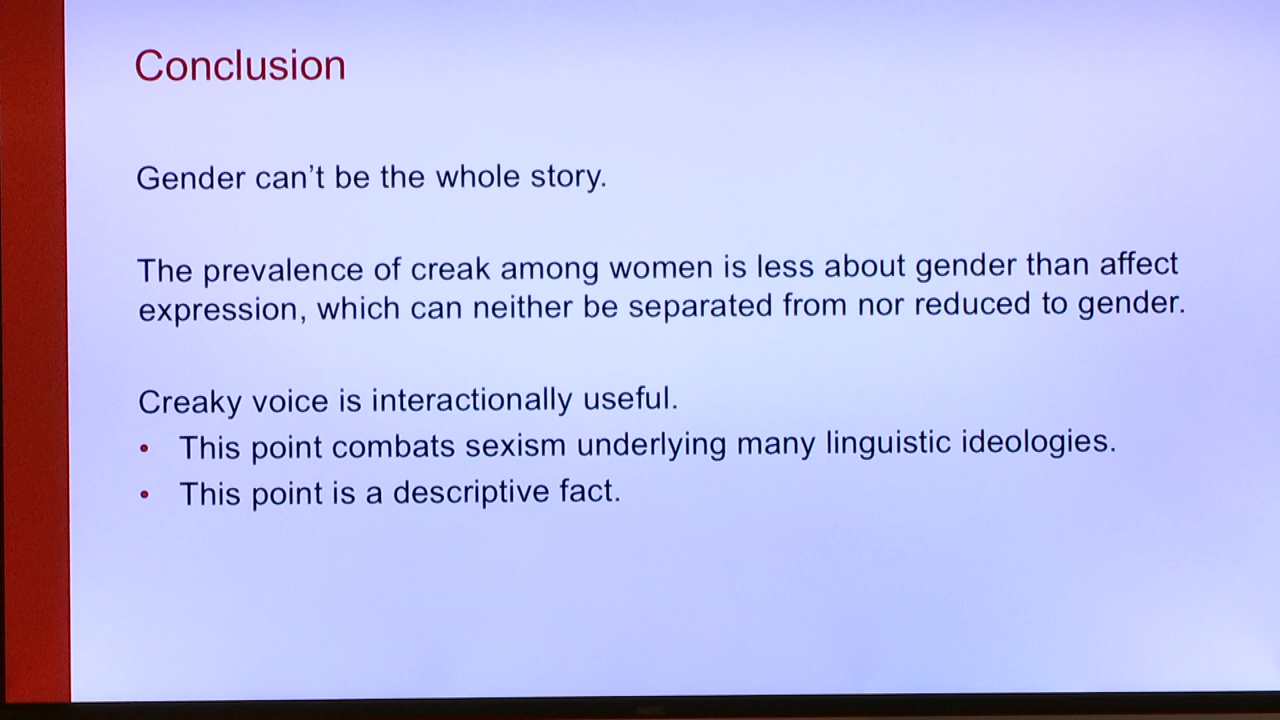 Conclusion
Gender can’t be the whole story.
The prevalence of creak among women is less about gender than affect
expression, which can neither be separated from nor reduced to gender.
Creaky voice is interactionally useful.
• This point combats sexism underlying many linguistic ideologies.
• This point is a descriptive fact.